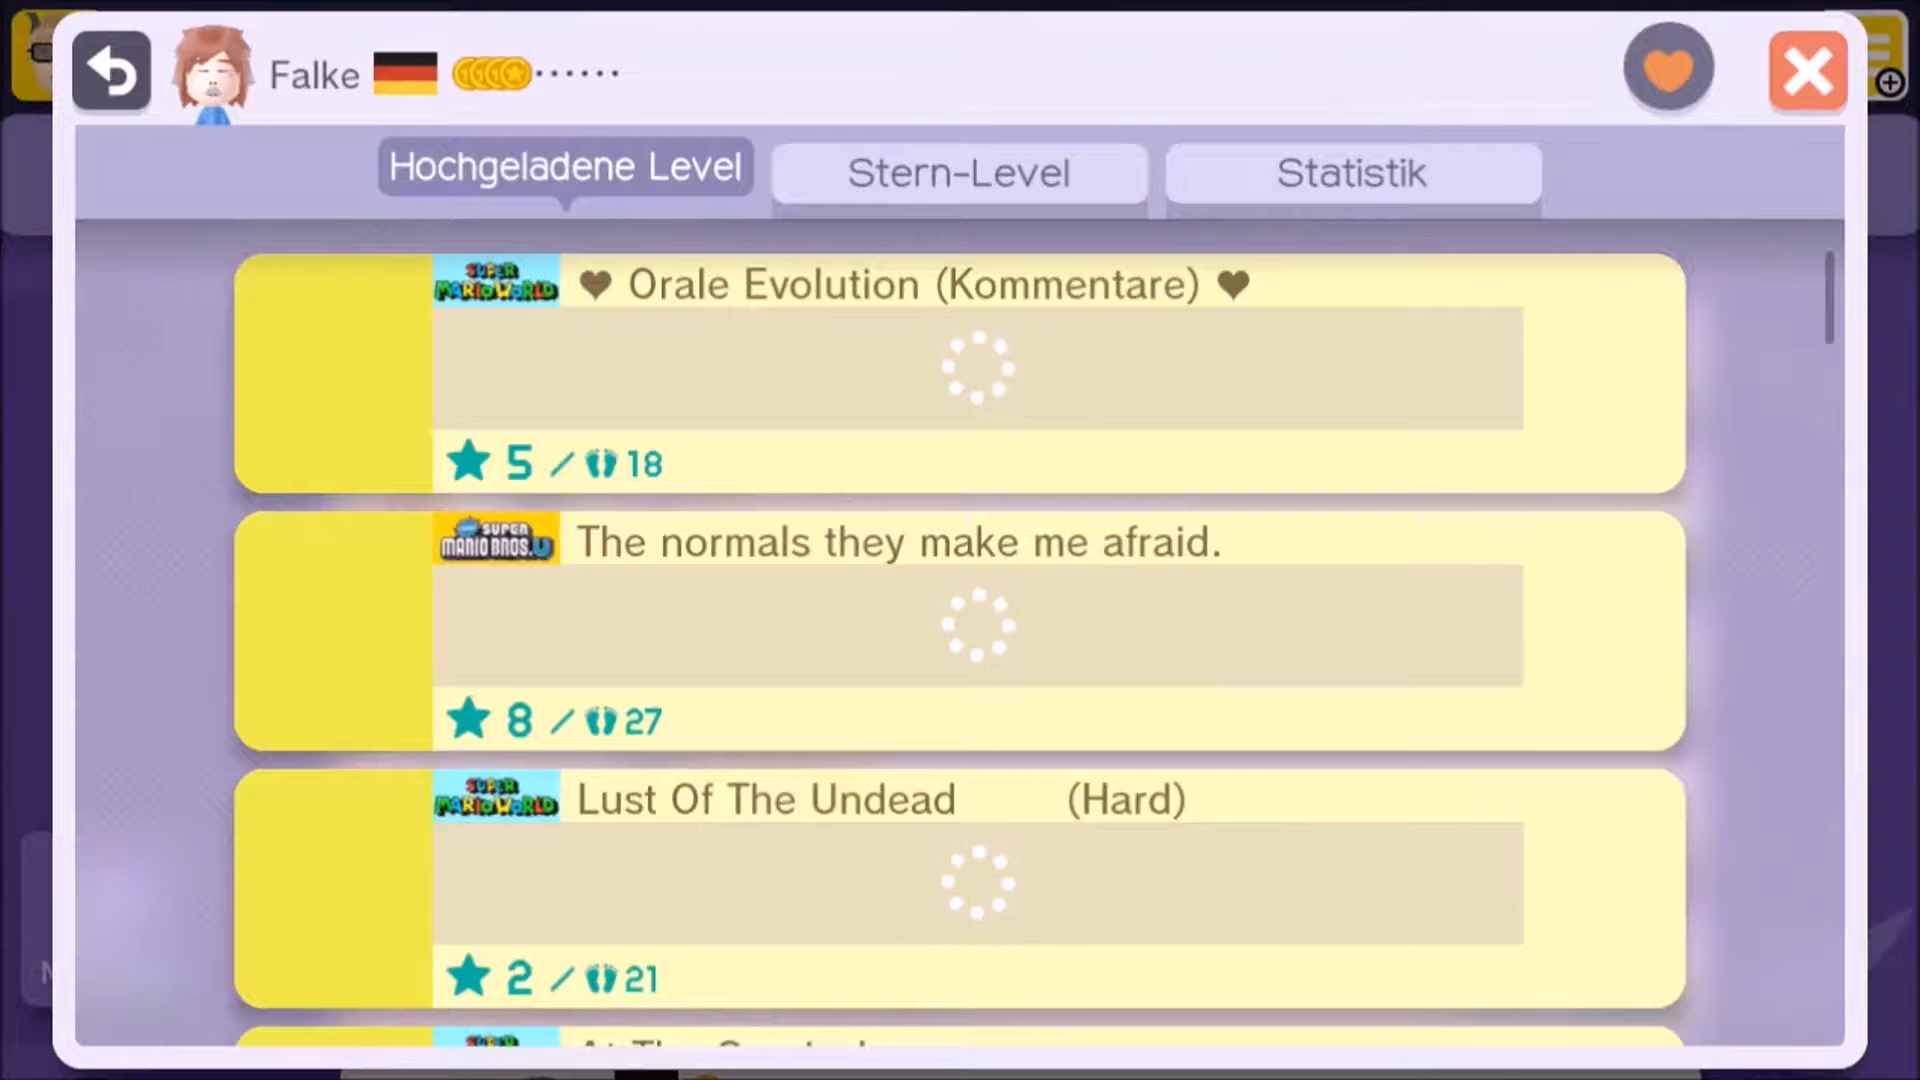 Falke
Hochgeladene Level
Stern-Level
Statistik
SUPER MARIO WORLD
♥ Orale Evolution (Kommentare) ♥
5 / 18
NEW SUPER MARIO BROS. U
The normals they make me afraid.
8 / 27
SUPER MARIO WORLD
Lust Of The Undead (Hard)
2 / 21